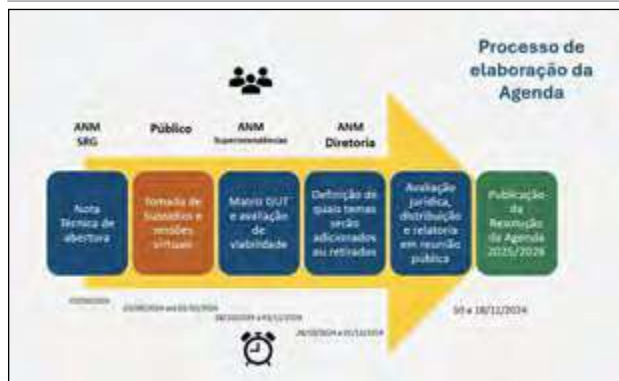 Processo de
elaboração da
Agenda
ANM
SRG
Público
ANM
Superintendências
ANM
Diretoria
Nota
Técnica de
abertura
Tomada de
Subsídios e
sessões
virtuais
Matriz GUT
e avaliação
de
viabilidade
Definição de
quais temas
serão
adicionados
ou retirados
Avaliação
jurídica,
distribuição
e relatoria
em reunião
pública
Publicação
da
Resolução
da Agenda
2025/2026
a 18/11/2024